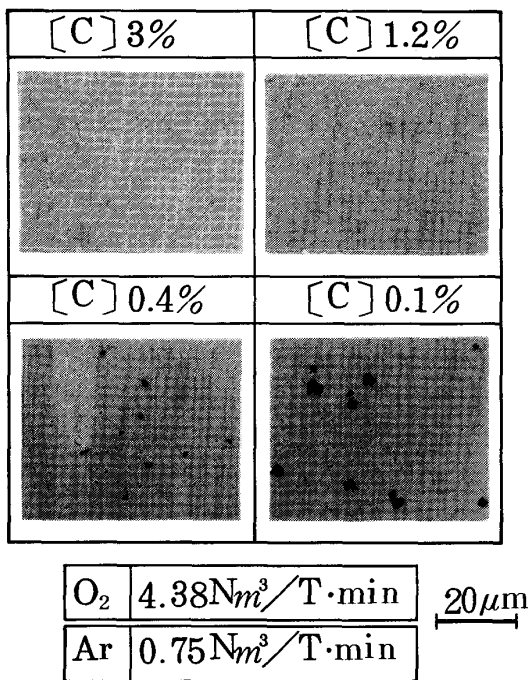 [C] 3% [C] 1.2%
[C] 0.4% [C] 0.1%
O₂ 4.38Nm³/T·min
20μm
Ar 0.75Nm³/T·min